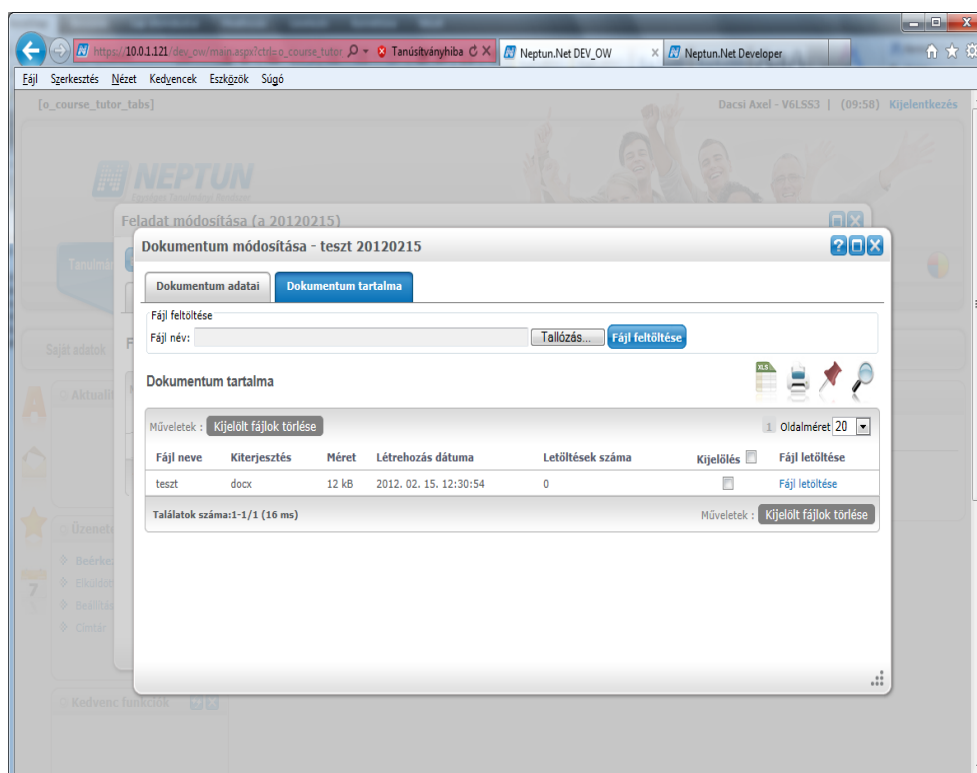 https://10.0.1.121/dev_ow/main.aspx?ctrl=o_course_tutor
Tanúsítványhiba
Neptun.Net DEV_OW
Neptun.Net Developer
Fájl Szerkesztés Nézet Kedvencek Eszközök Súgó
[o_course_tutor_tabs]
Dacsi Axel - V6LSS3 | (09:58) Kijelentkezés
NEPTUN
Feladat módosítása (a 20120215)
Dokumentum módosítása - teszt 20120215
Dokumentum adatai Dokumentum tartalma
Fájl feltöltése
Fájl név: Tallózás... Fájl feltöltése
Saját adatok
Dokumentum tartalma
XLS
Műveletek : Kijelölt fájlok törlése 1 Oldalméret 20
Fájl neve Kiterjesztés Méret Létrehozás dátuma Letöltések száma Kijelölés Fájl letöltése
teszt docx 12 kB 2012. 02. 15. 12:30:54 0 Fájl letöltése
Találatok száma:1-1/1 (16 ms) Műveletek : Kijelölt fájlok törlése
7
Címtár
Kedvenc funkciók